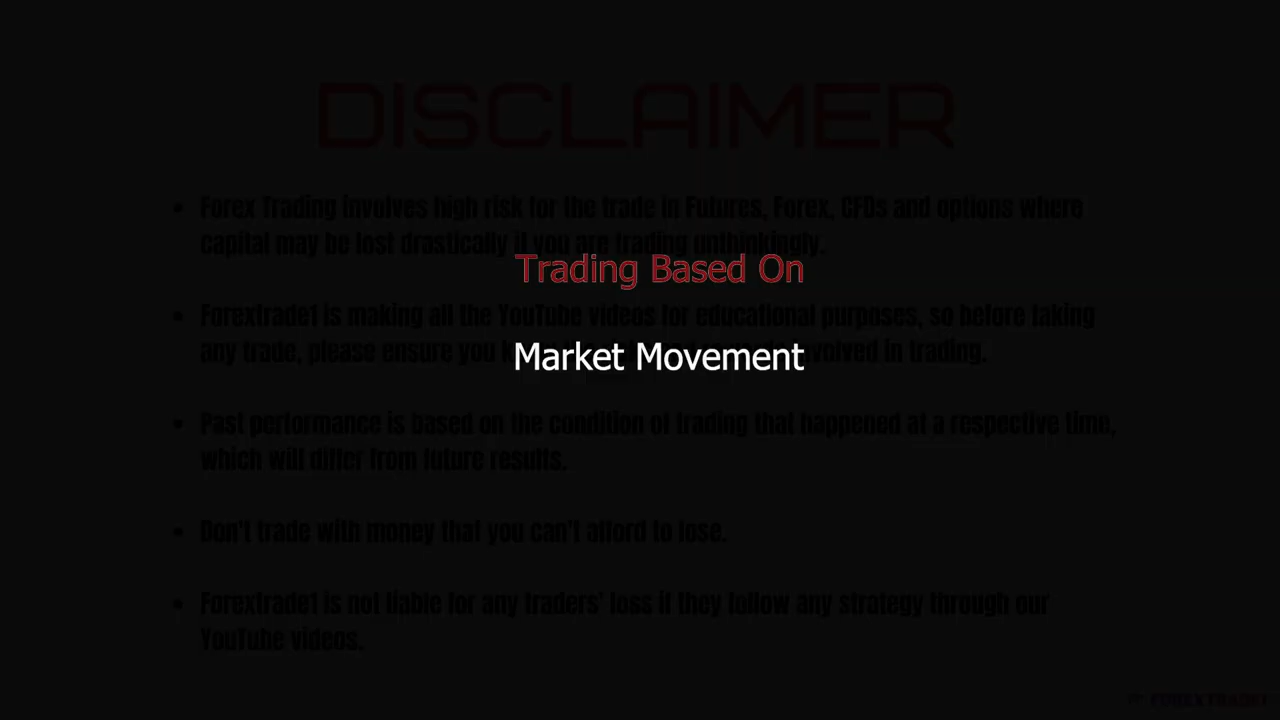 DISCLAIMER
• Forex Trading involves high risk for the trade in Futures, Forex, CFDs and options where
capital may be lost drastically if you are trading unthinkingly.
Trading Based On
• Forextrade1 is making all the YouTube videos for educational purposes, so before taking
any trade, please ensure you involved in trading.
Market Movement
• Past performance is based on the condition of trading that happened at a respective time,
which will differ from future results.
• Don't trade with money that you can't afford to lose.
• Forextrade1 is not liable for any traders' loss if they follow any strategy through our
YouTube videos.
FOREXTRADE1